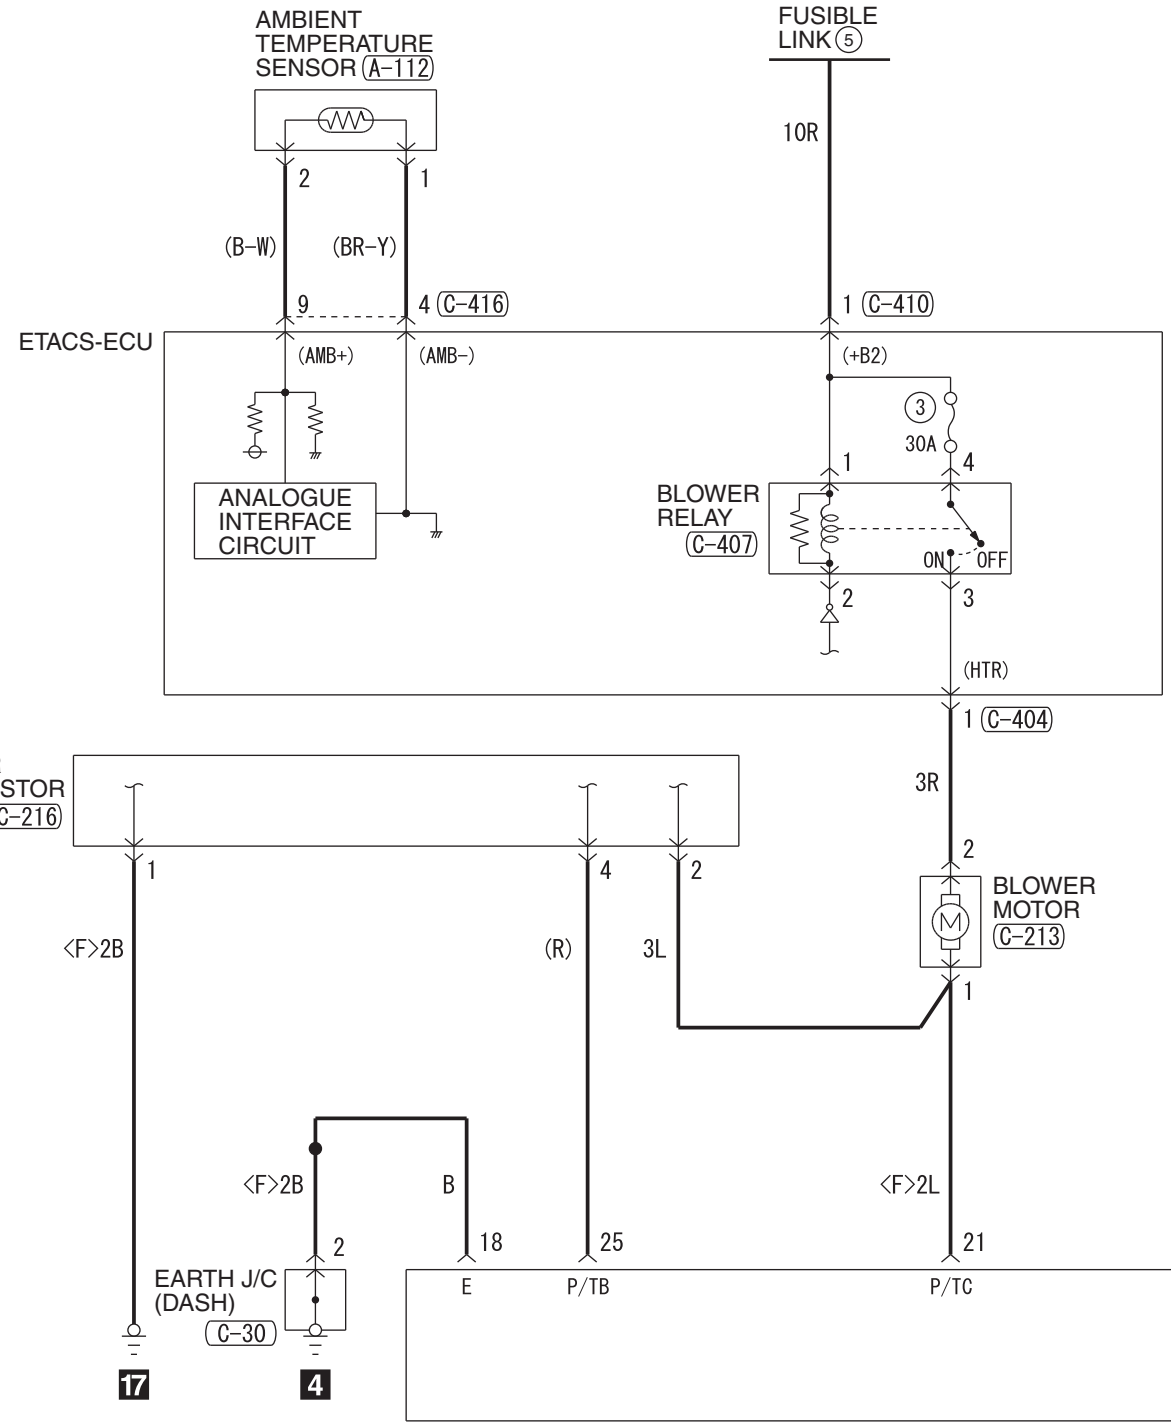 AMBIENT
TEMPERATURE
SENSOR A-112
FUSIBLE
LINK 5
10R
2
1
(B-W)
(BR-Y)
9
4 C-416
1 C-410
ETACS-ECU
(AMB+)
(AMB-)
(+B2)
3
30A
1
4
ANALOGUE
INTERFACE
CIRCUIT
BLOWER
RELAY
C-407
ON
OFF
2
3
(HTR)
1 C-404
STOR
C-216
3R
1
4
2
2
BLOWER
MOTOR
C-213
M
<F>2B
(R)
3L
1
<F>2B
B
<F>2L
2
18
25
21
EARTH J/C
(DASH)
C-30
E
P/TB
P/TC
17
4